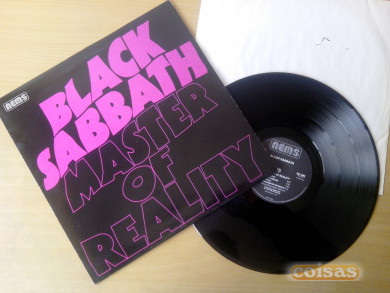 nems
BLACK
SABBATH
MASTER
OF
REALITY
nems
BLACK SABBATH
coisas